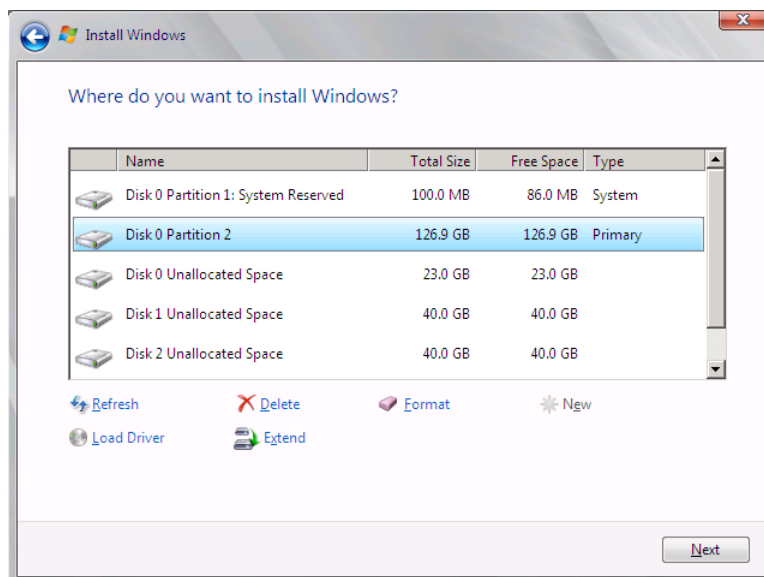 Install Windows
Where do you want to install Windows?
Name Total Size Free Space Type
Disk 0 Partition 1: System Reserved 100.0 MB 86.0 MB System
Disk 0 Partition 2 126.9 GB 126.9 GB Primary
Disk 0 Unallocated Space 23.0 GB 23.0 GB
Disk 1 Unallocated Space 40.0 GB 40.0 GB
Disk 2 Unallocated Space 40.0 GB 40.0 GB
Refresh Delete Format New
Load Driver Extend
Next